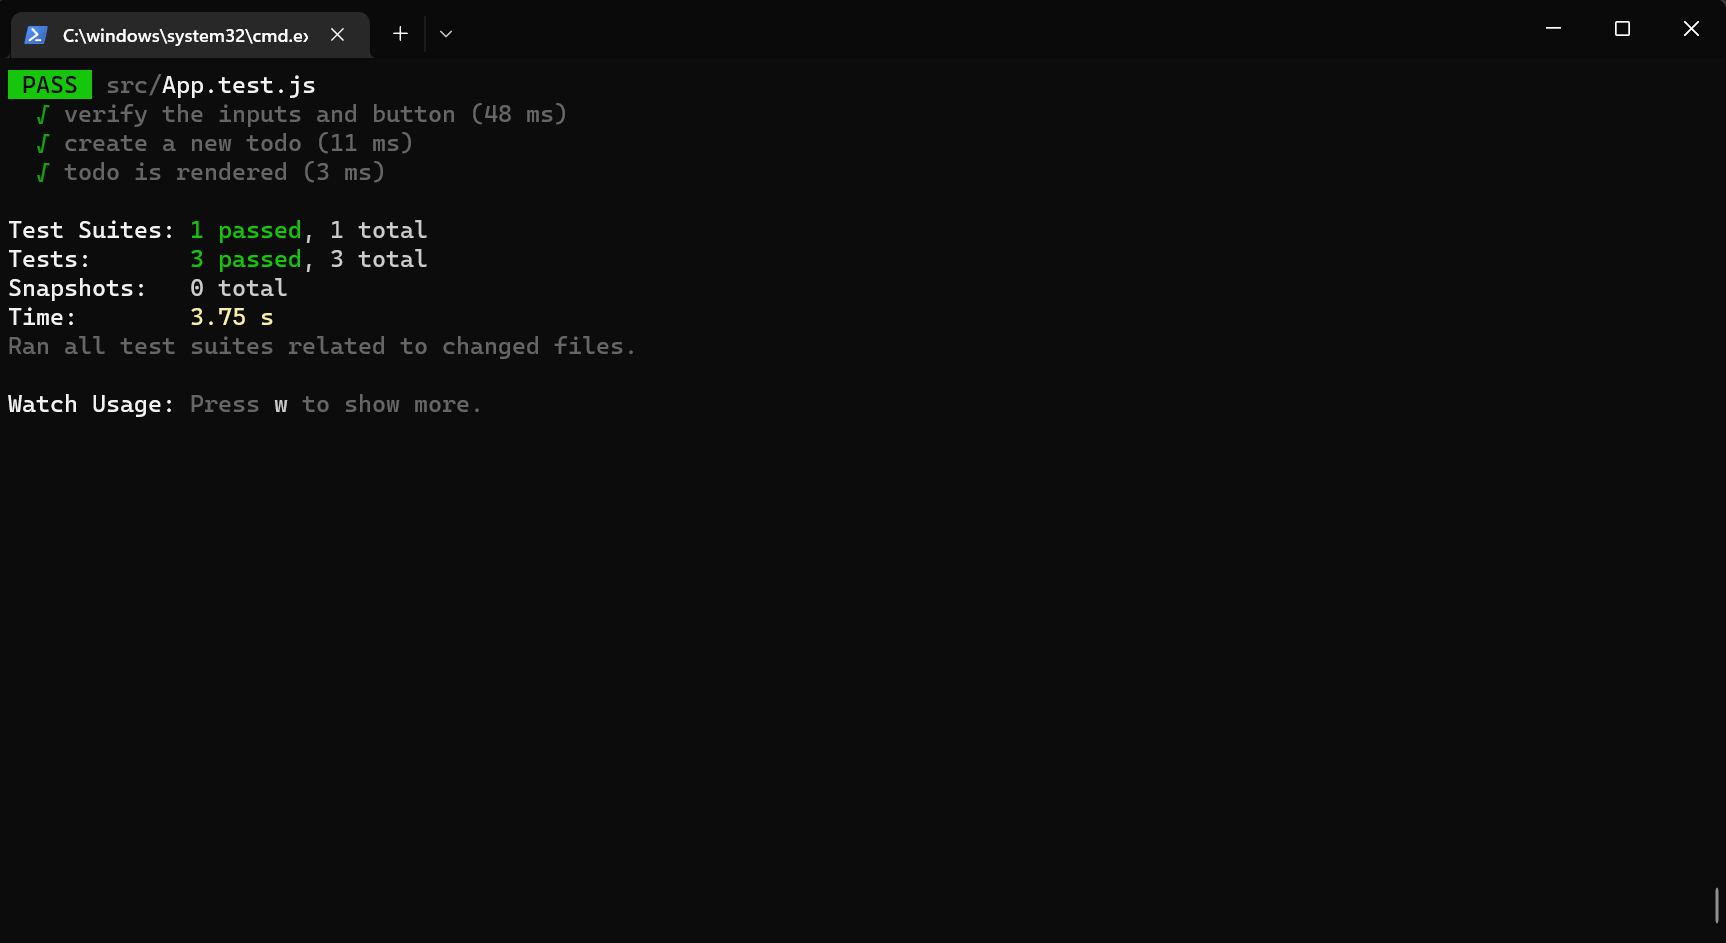 C:\windows\system32\cmd.ex
PASS src/App.test.js
√ verify the inputs and button (48 ms)
√ create a new todo (11 ms)
√ todo is rendered (3 ms)
Test Suites: 1 passed, 1 total
Tests: 3 passed, 3 total
Snapshots: 0 total
Time: 3.75 s
Ran all test suites related to changed files.
Watch Usage: Press w to show more.